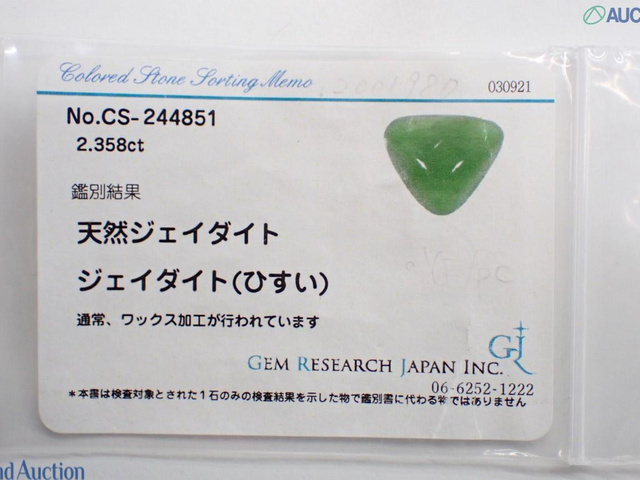 AUC
Colored Stone Sorting Memo
030921
No.CS-244851
2.358ct
鑑別結果
天然ジェイダイト
ジェイダイト(ひすい)
通常、ワックス加工が行われています
GJ
GEM RESEARCH JAPAN INC.
06-6252-1222
*本書は検査対象とされた1石のみの検査結果を示した物で鑑別書に代わる物ではありません
nd Auction